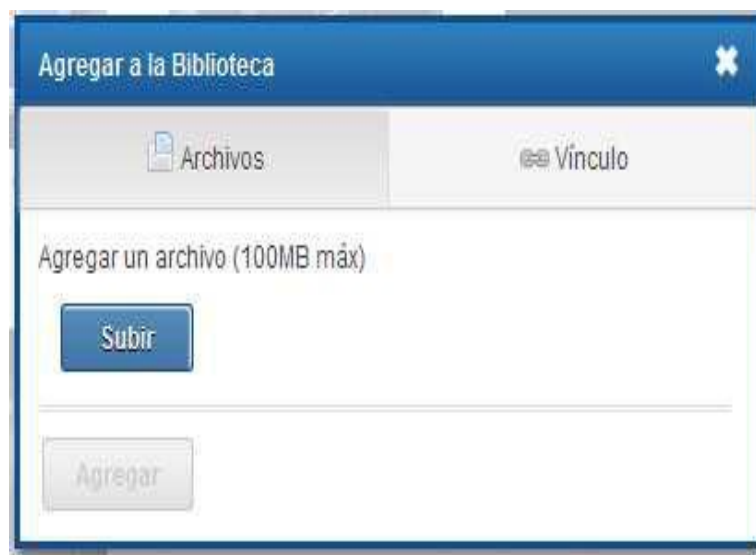 Agregar a la Biblioteca
Archivos Vínculo
Agregar un archivo (100MB máx)
Subir
Agregar